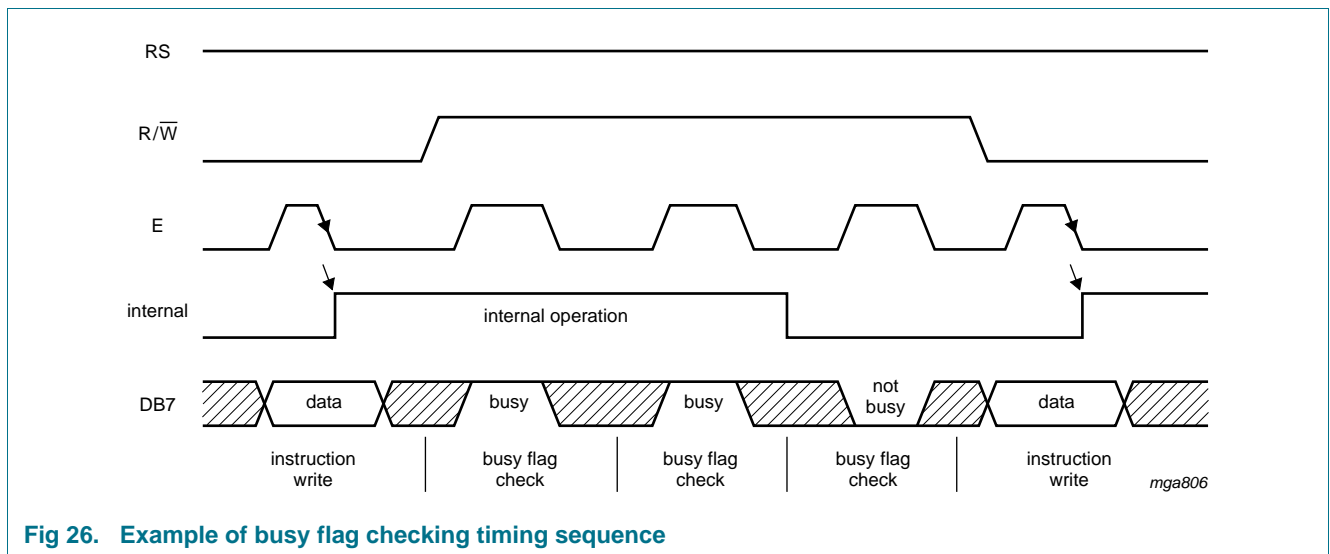 RS
R/W̅
E
internal
internal operation
DB7
data
busy
busy
not
busy
data
instruction
write
busy flag
check
busy flag
check
busy flag
check
instruction
write
mga806
Fig 26. Example of busy flag checking timing sequence